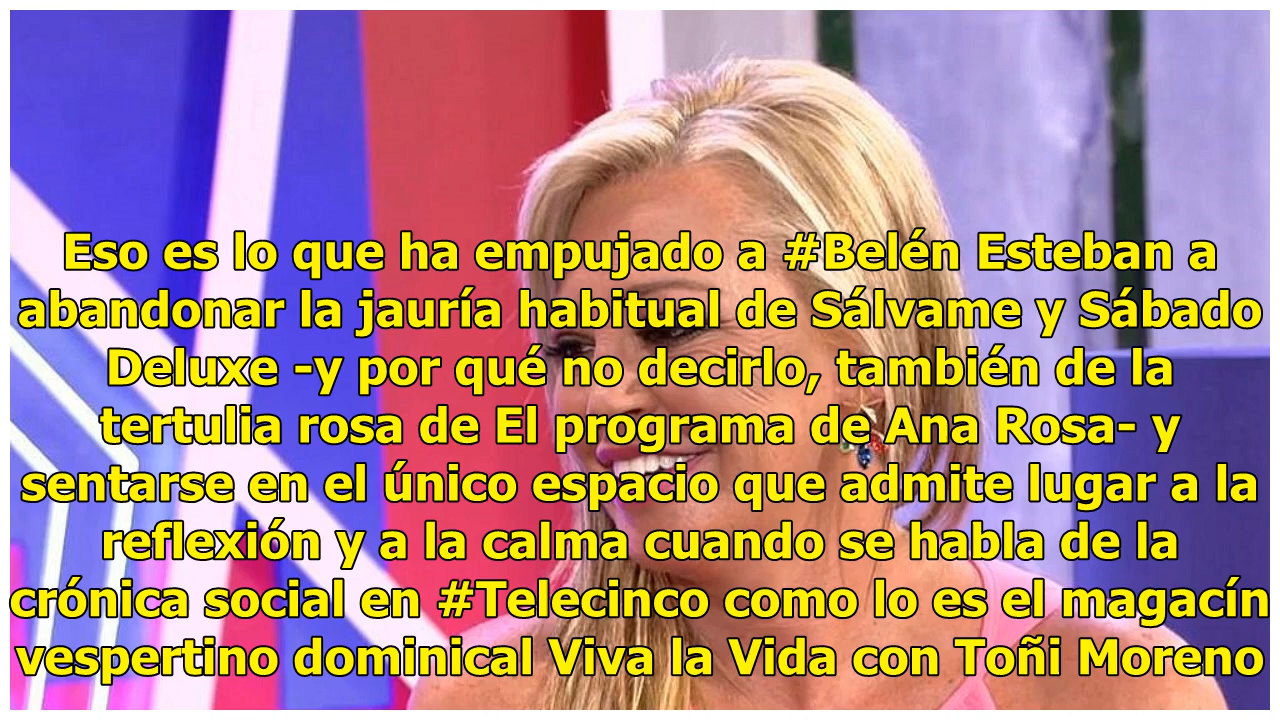 Eso es lo que ha empujado a #Belén Esteban a
abandonar la jauría habitual de Sálvame y Sábado
Deluxe -y por qué no decirlo, también de la
tertulia rosa de El programa de Ana Rosa- y
sentarse en el único espacio que admite lugar a la
reflexión y a la calma cuando se habla de la
crónica social en #Telecinco como lo es el magacín
vespertino dominical Viva la Vida con Toñi Moreno